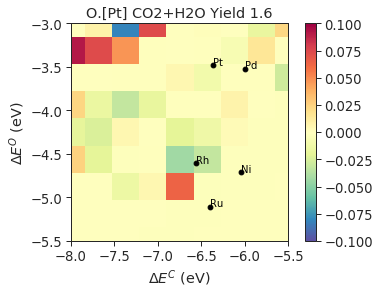 O.[Pt] CO2+H2O Yield 1.6
ΔE^O (eV)
−3.0
−3.5
−4.0
−4.5
−5.0
−5.5
Pt
Pd
Rh
Ni
Ru
−8.0 −7.5 −7.0 −6.5 −6.0 −5.5
ΔE^C (eV)
0.100
0.075
0.050
0.025
0.000
−0.025
−0.050
−0.075
−0.100